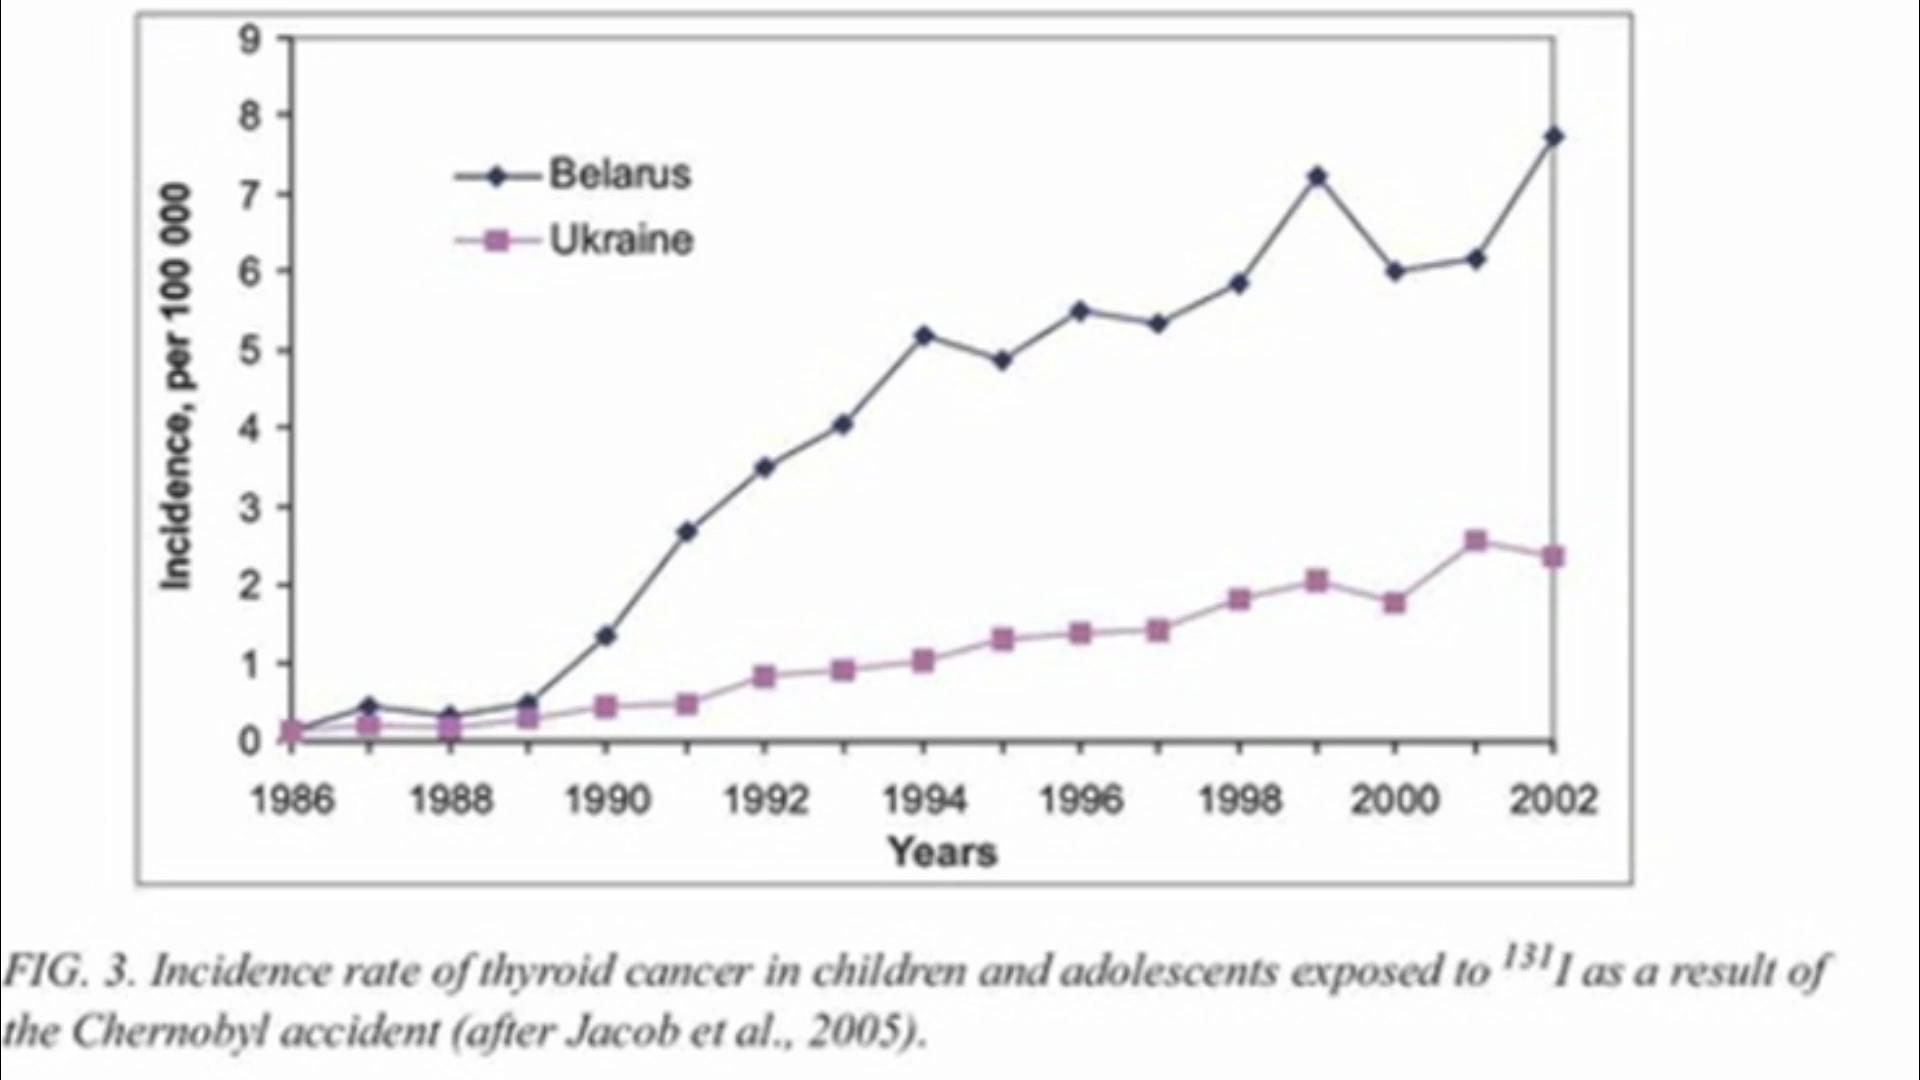 9
8
7
6
5
4
3
2
1
0
Incidence, per 100 000
Belarus
Ukraine
1986 1988 1990 1992 1994 1996 1998 2000 2002
Years
FIG. 3. Incidence rate of thyroid cancer in children and adolescents exposed to ¹³¹I as a result of
the Chernobyl accident (after Jacob et al., 2005).